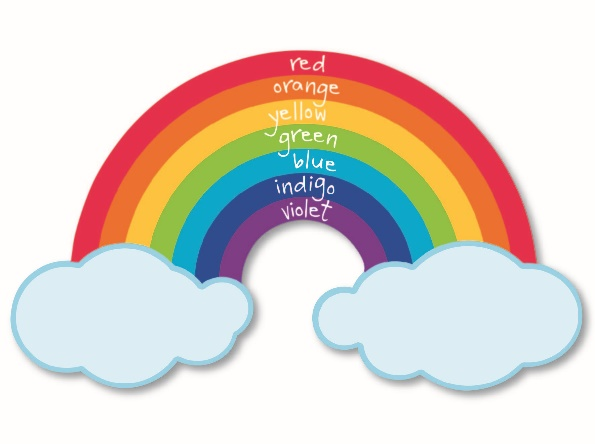 red
orange
yellow
green
blue
indigo
violet